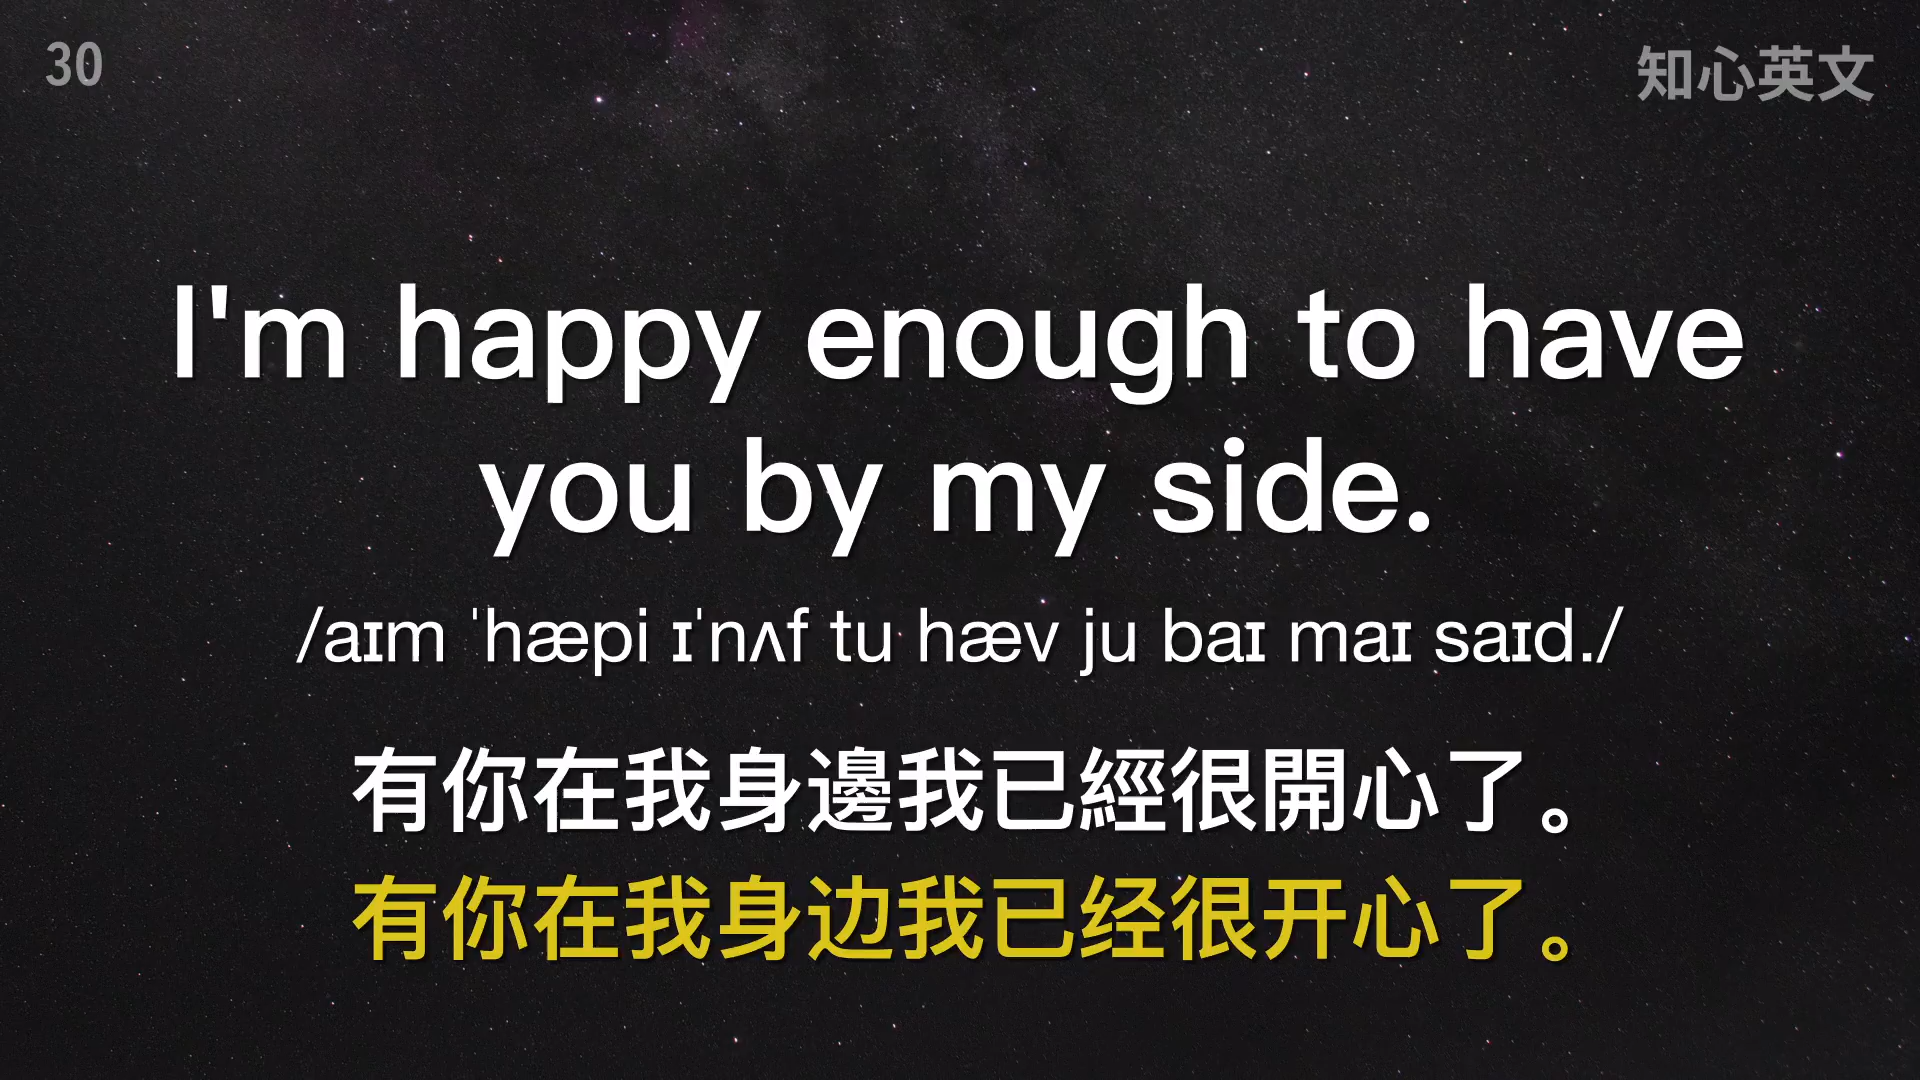 30
知心英文
I'm happy enough to have
you by my side.
/aɪm ˈhæpi ɪˈnʌf tu hæv ju baɪ maɪ saɪd./
有你在我身邊我已經很開心了。
有你在我身边我已经很开心了。